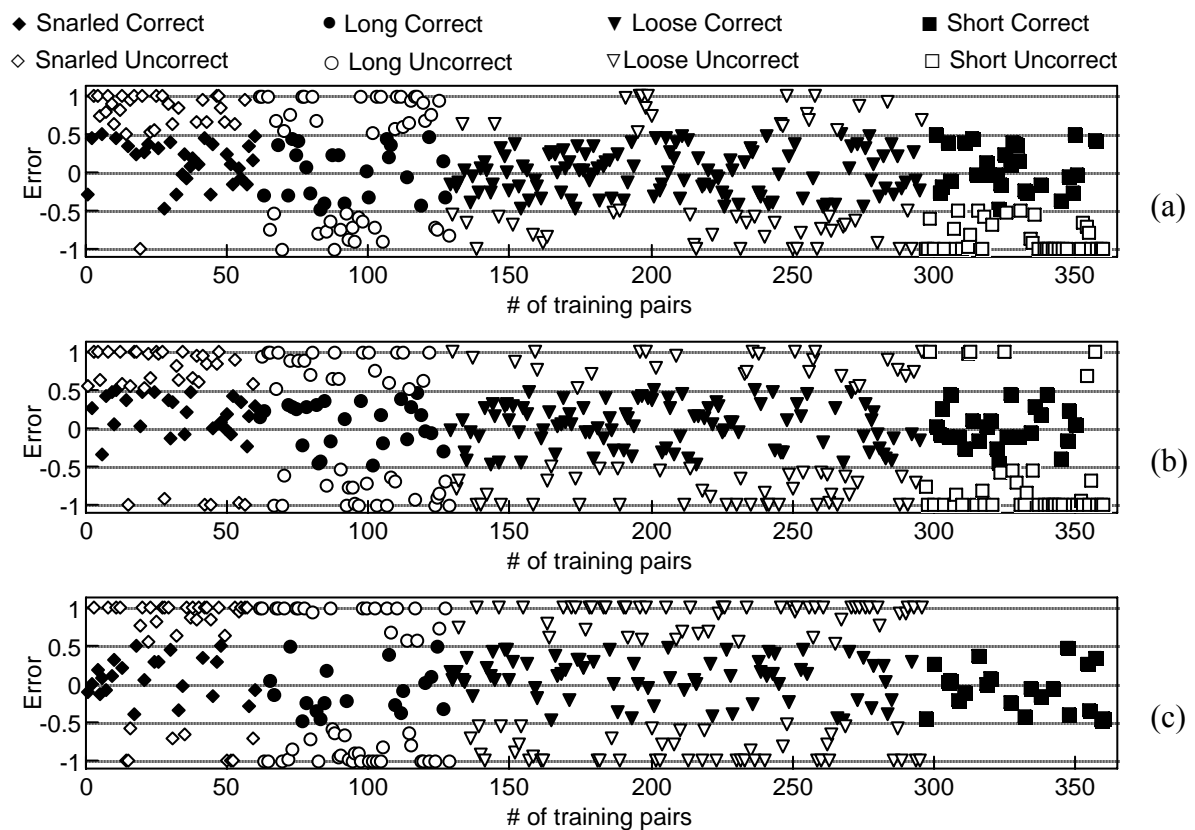 Snarled Correct Long Correct Loose Correct Short Correct
Snarled Uncorrect Long Uncorrect Loose Uncorrect Short Uncorrect
1
0.5
0
-0.5
-1
Error
0 50 100 150 200 250 300 350
# of training pairs
(a)
1
0.5
0
-0.5
-1
Error
0 50 100 150 200 250 300 350
# of training pairs
(b)
1
0.5
0
-0.5
-1
Error
0 50 100 150 200 250 300 350
# of training pairs
(c)